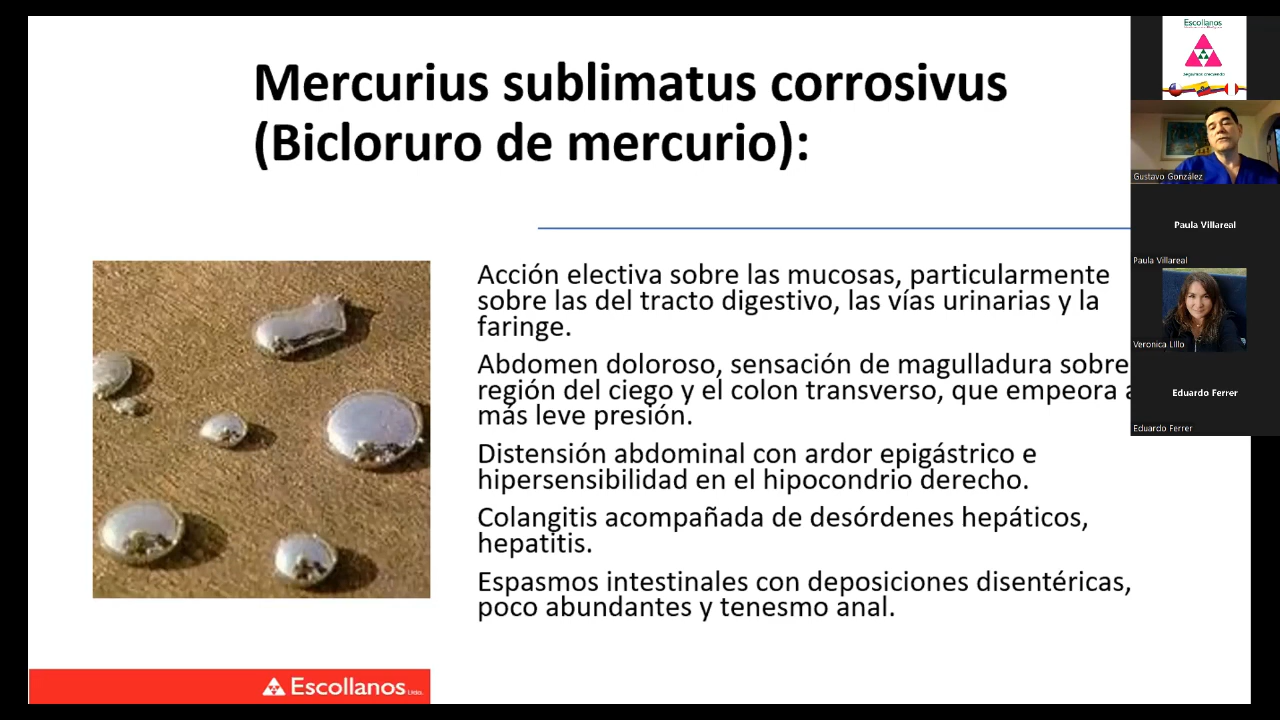 Mercurius sublimatus corrosivus
(Bicloruro de mercurio):
Acción electiva sobre las mucosas, particularmente
sobre las del tracto digestivo, las vías urinarias y la
faringe.
Abdomen doloroso, sensación de magulladura sobre
región del ciego y el colon transverso, que empeora a
más leve presión.
Distensión abdominal con ardor epigástrico e
hipersensibilidad en el hipocondrio derecho.
Colangitis acompañada de desórdenes hepáticos,
hepatitis.
Espasmos intestinales con deposiciones disentéricas,
poco abundantes y tenesmo anal.
Escollanos Ltda.
Escollanos
Seguimos creciendo
Gustavo González
Paula Villareal
Paula Villareal
Veronica LIllo
Eduardo Ferrer
Eduardo Ferrer